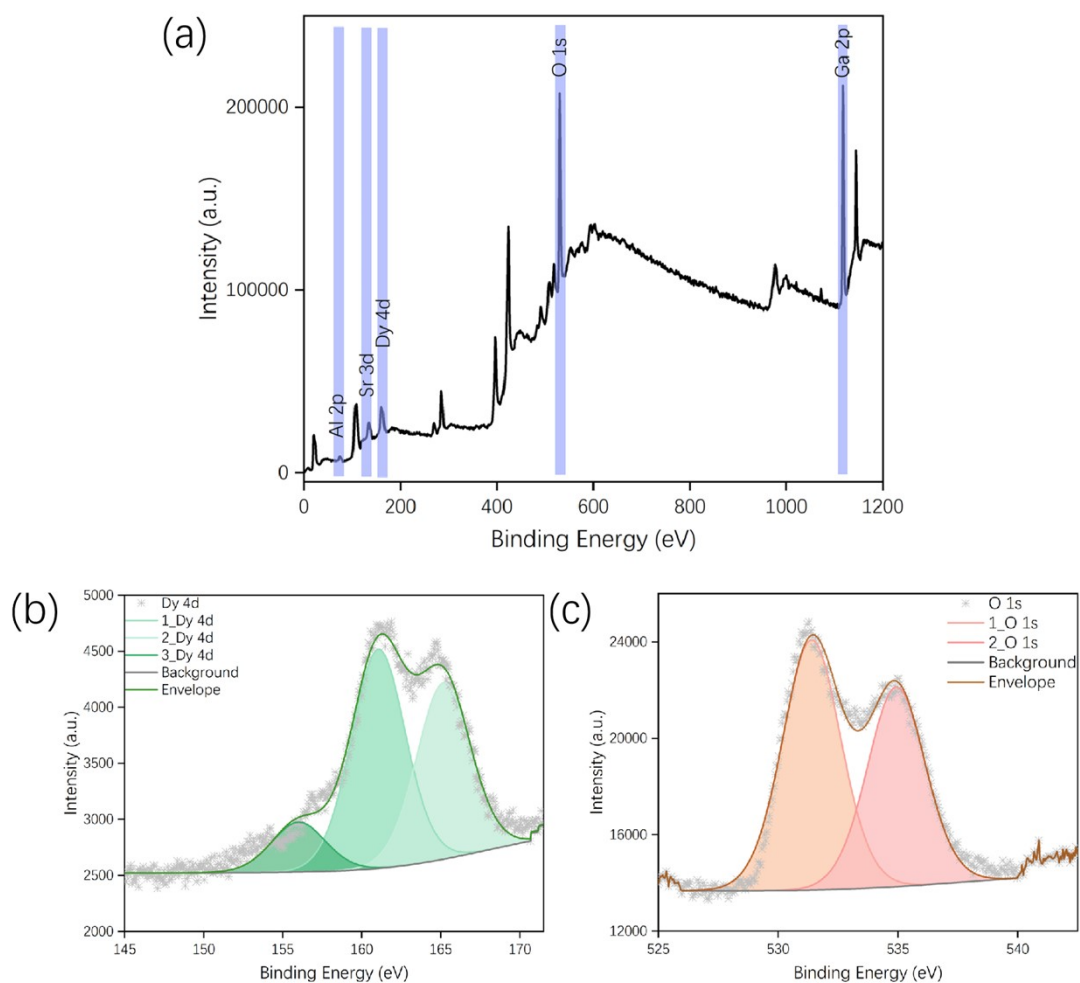 (a)
Intensity (a.u.)
200000
100000
0
Al 2p
Sr 3d
Dy 4d
O 1s
Ga 2p
0 200 400 600 800 1000 1200
Binding Energy (eV)
(b)
Intensity (a.u.)
5000
4500
4000
3500
3000
2500
2000
Dy 4d
1_Dy 4d
2_Dy 4d
3_Dy 4d
Background
Envelope
145 150 155 160 165 170
Binding Energy (eV)
(c)
Intensity (a.u.)
24000
20000
16000
12000
O 1s
1_O 1s
2_O 1s
Background
Envelope
525 530 535 540
Binding Energy (eV)